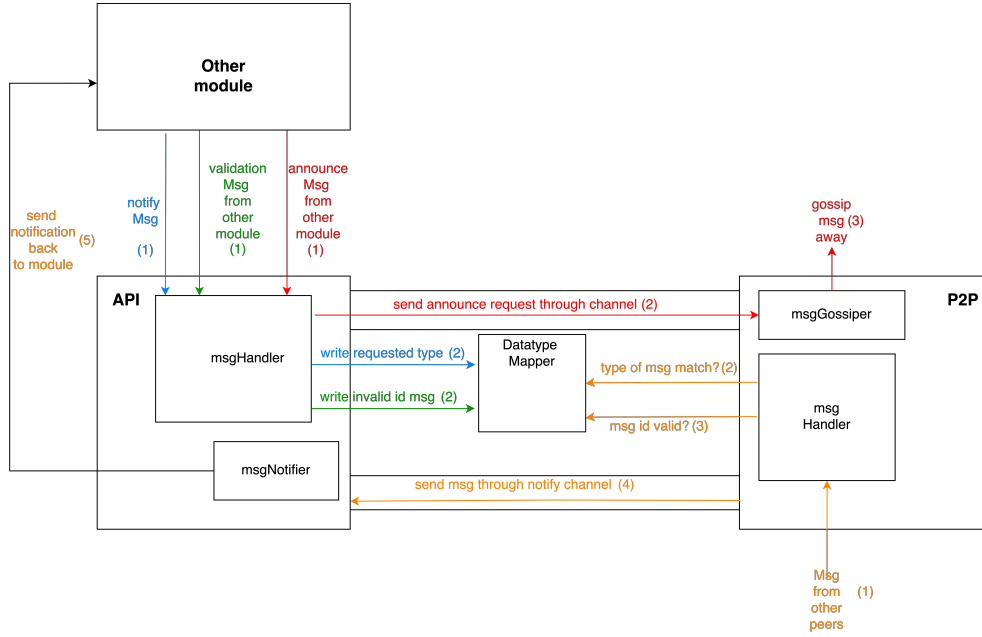 Other
module
validation
Msg
from
other
module
(1)
announce
Msg
from
other
module
(1)
notify
Msg
(1)
send
notification
back
to module
(5)
gossip
msg (3)
away
API
P2P
msgHandler
send announce request through channel (2)
msgGossiper
write requested type (2)
Datatype
Mapper
type of msg match? (2)
write invalid id msg (2)
msg id valid? (3)
msg
Handler
msgNotifier
send msg through notify channel (4)
Msg
from
other
peers
(1)